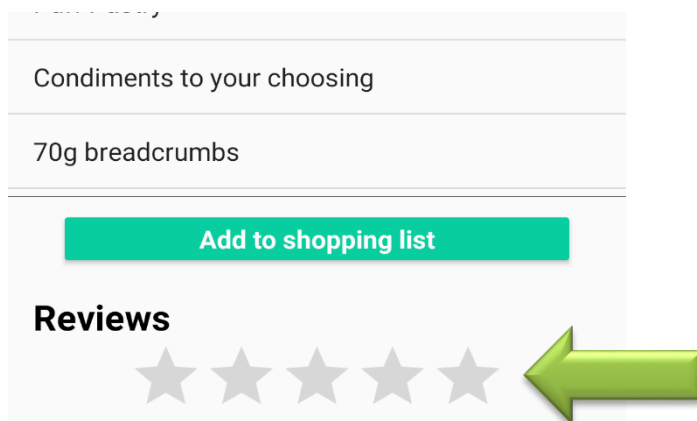 Condiments to your choosing
70g breadcrumbs
Add to shopping list
Reviews